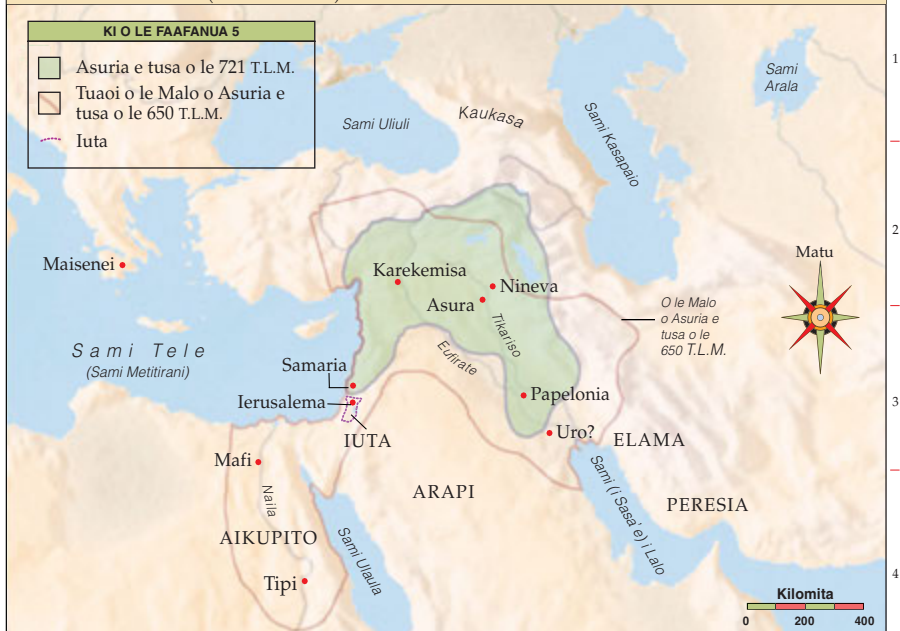 KI O LE FAAFANUA 5
Asuria e tusa o le 721 T.L.M.
Tuaoi o le Malo o Asuria e
tusa o le 650 T.L.M.
Iuta
Sami Uliuli
Kaukasa
Sami Kasapaio
Sami
Arala
1
2
3
4
Maisenei
Karekemisa
Nineva
Asura
Tikariso
Eufirate
Matu
O le Malo
o Asuria e
tusa o le
650 T.L.M.
Sami Tele
(Sami Metitirani)
Samaria
Ierusalema
IUTA
Papelonia
Uro?
ELAMA
Mafi
Naila
ARAPI
PERESIA
Sami (i Sasa'e) i Lalo
AIKUPITO
Sami Ulaula
Tipi
Kilomita
0 200 400